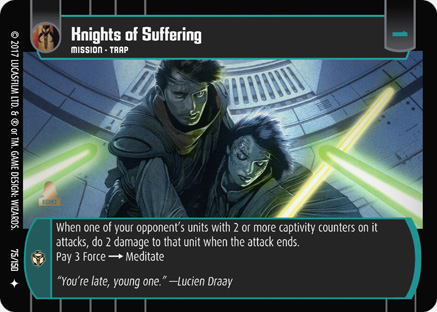 Knights of Suffering
MISSION · TRAP
When one of your opponent's units with 2 or more captivity counters on it
attacks, do 2 damage to that unit when the attack ends.
Pay 3 Force → Meditate
"You're late, young one." —Lucien Draay
© 2017 LUCASFILM LTD. & ® OR TM. GAME DESIGN: WIZARDS.
75/150